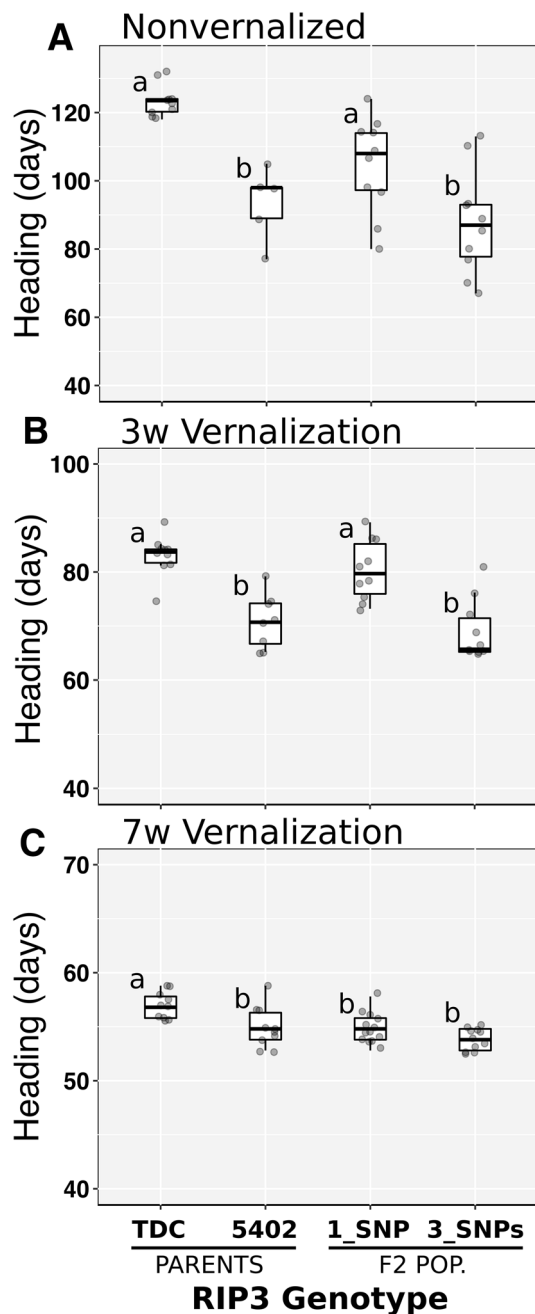 A Nonvernalized
Heading (days)
120
100
80
60
40
a
b
a
b
B 3w Vernalization
Heading (days)
100
80
60
40
a
b
a
b
C 7w Vernalization
Heading (days)
70
60
50
40
a
b
b
b
TDC 5402 1_SNP 3_SNPs
PARENTS F2 POP.
RIP3 Genotype